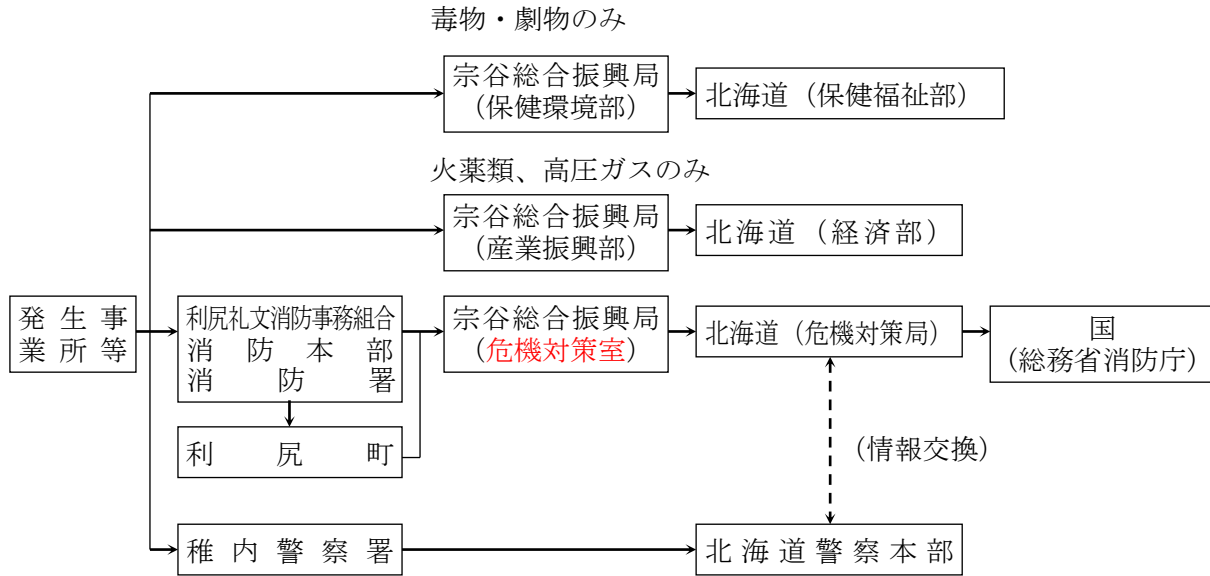 毒物・劇物のみ
宗谷総合振興局
(保健環境部)
北海道（保健福祉部）
火薬類、高圧ガスのみ
宗谷総合振興局
(産業振興部)
北海道（経済部）
発生事
業所等
利尻礼文消防事務組合
消防本部
消防署
宗谷総合振興局
(危機対策室)
北海道（危機対策局）
国
(総務省消防庁)
利尻町
（情報交換）
稚内警察署
北海道警察本部